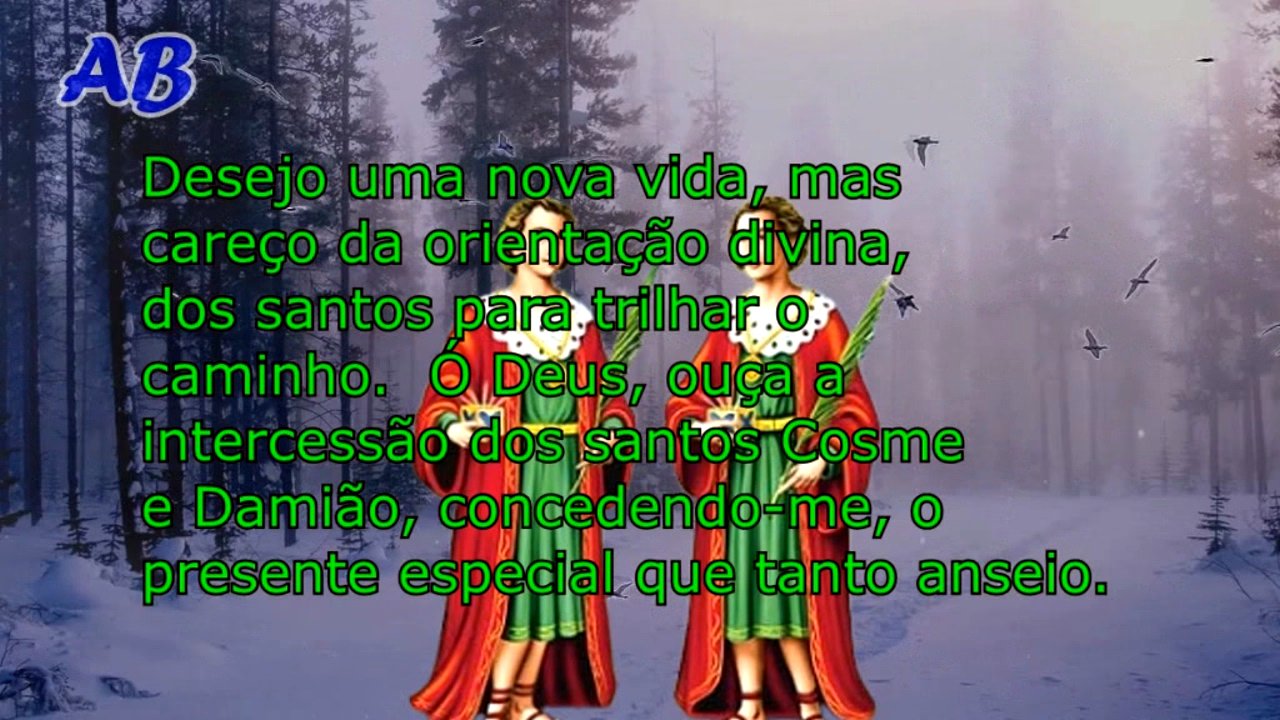 AB
Desejo uma nova vida, mas
careço da orientação divina,
dos santos para trilhar o
caminho.  Ó Deus, ouça a
intercessão dos santos Cosme
e Damião, concedendo-me, o
presente especial que tanto anseio.